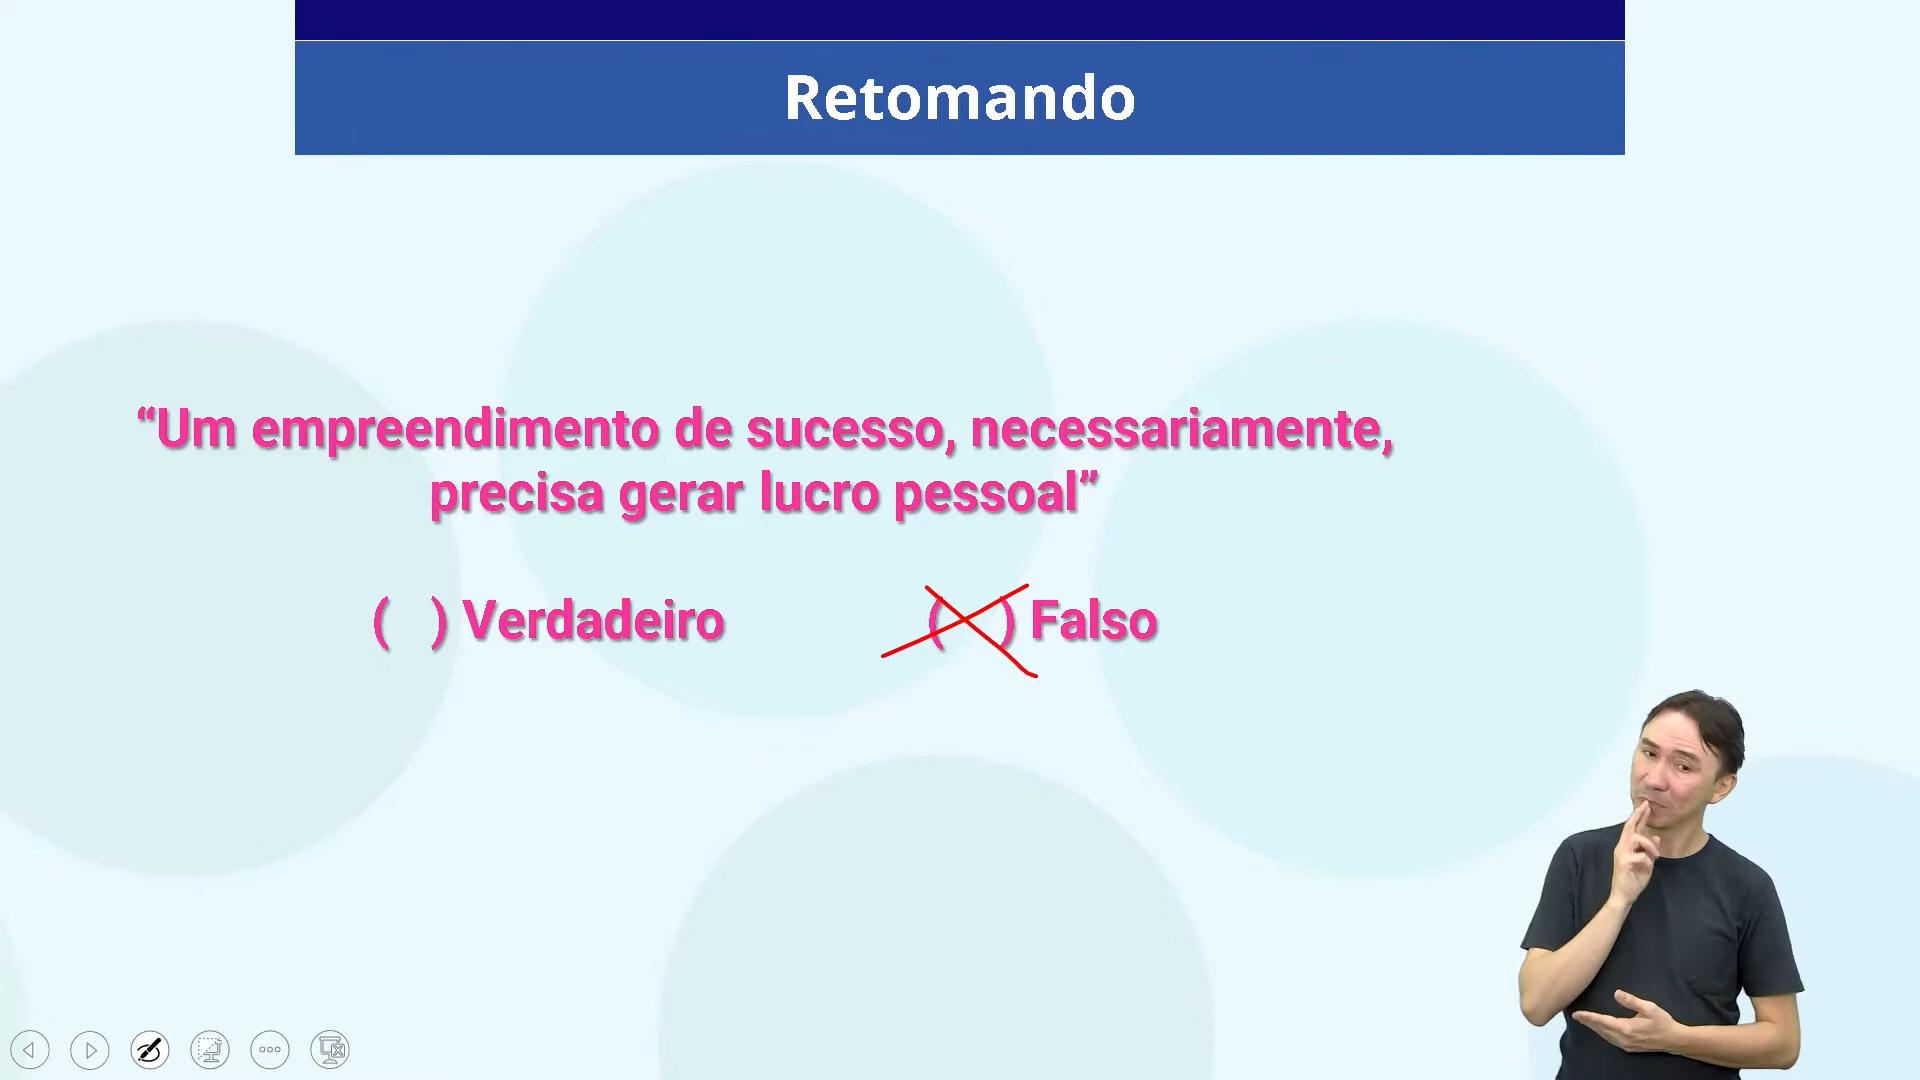 Retomando
“Um empreendimento de sucesso, necessariamente,
precisa gerar lucro pessoal”
( ) Verdadeiro ( ) Falso